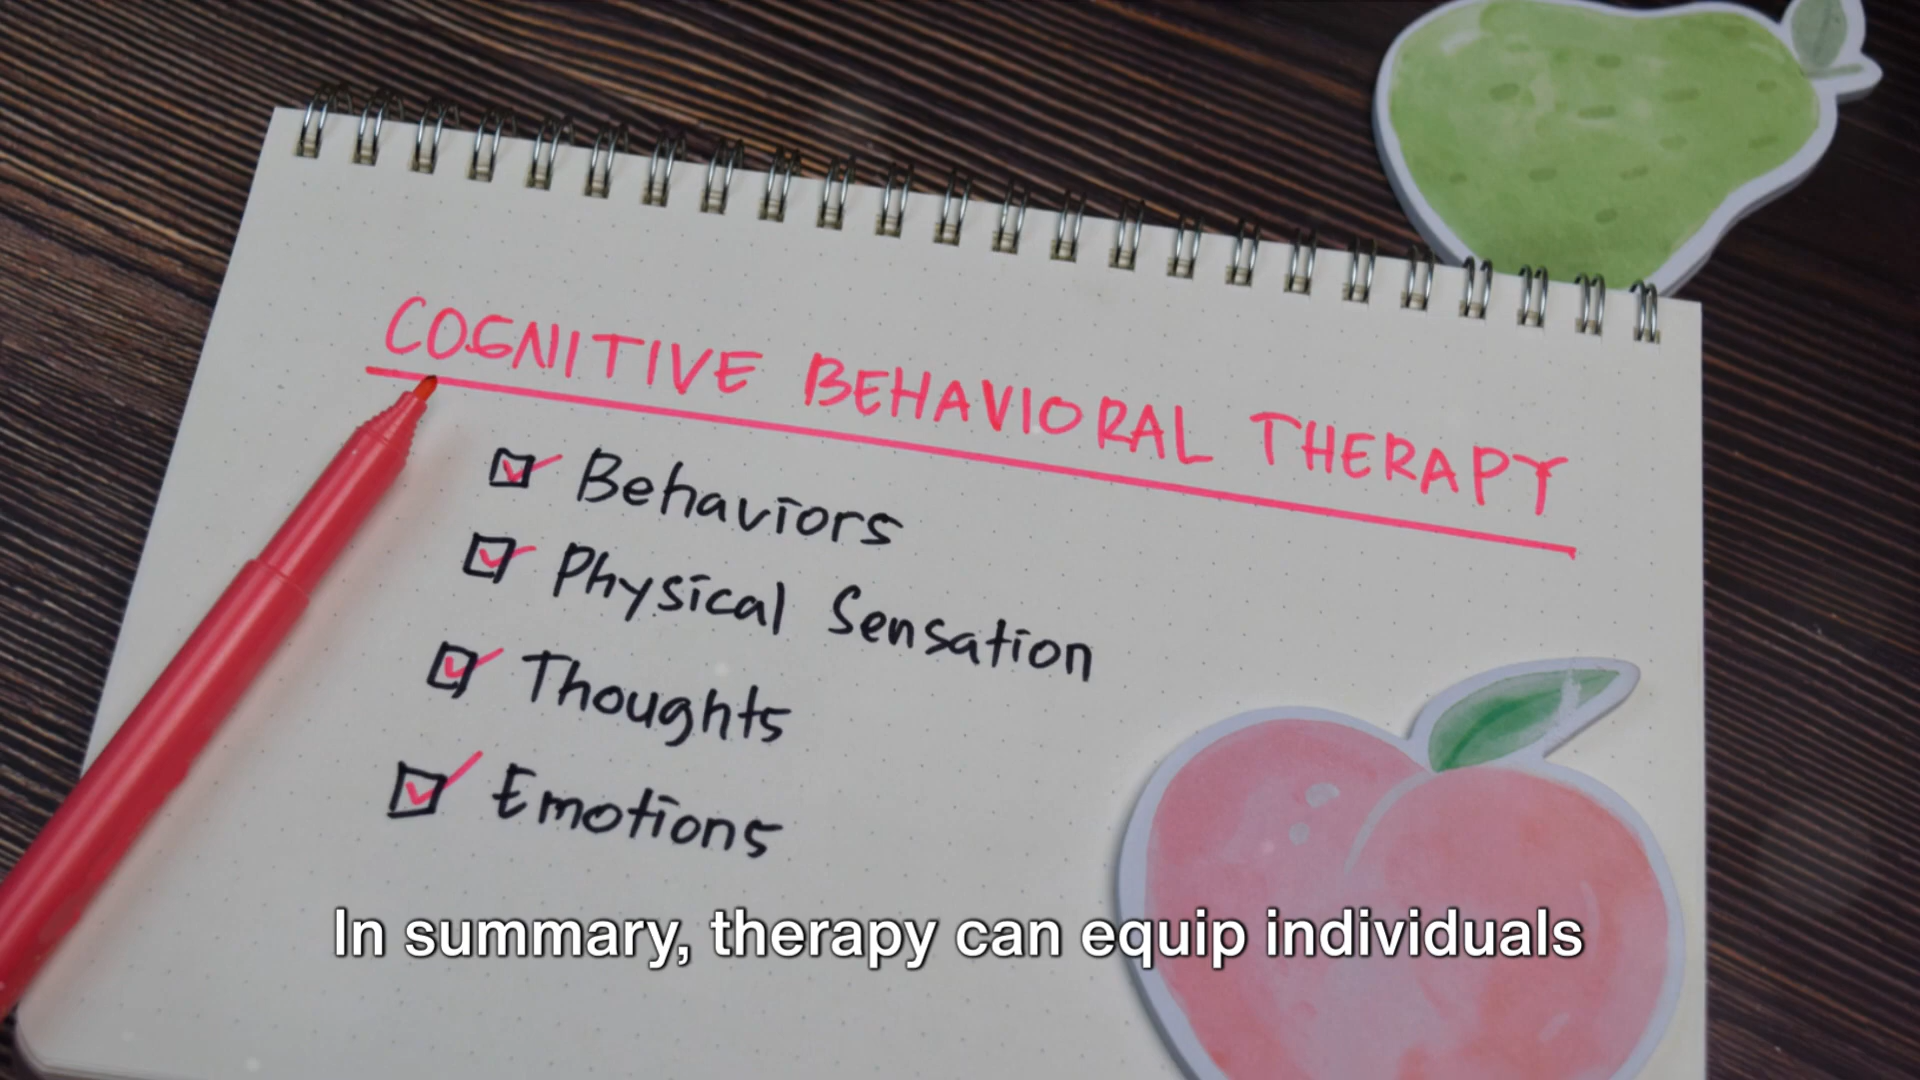 COGNITIVE BEHAVIORAL THERAPY
Behaviors
Physical Sensation
Thoughts
Emotions
In summary, therapy can equip individuals